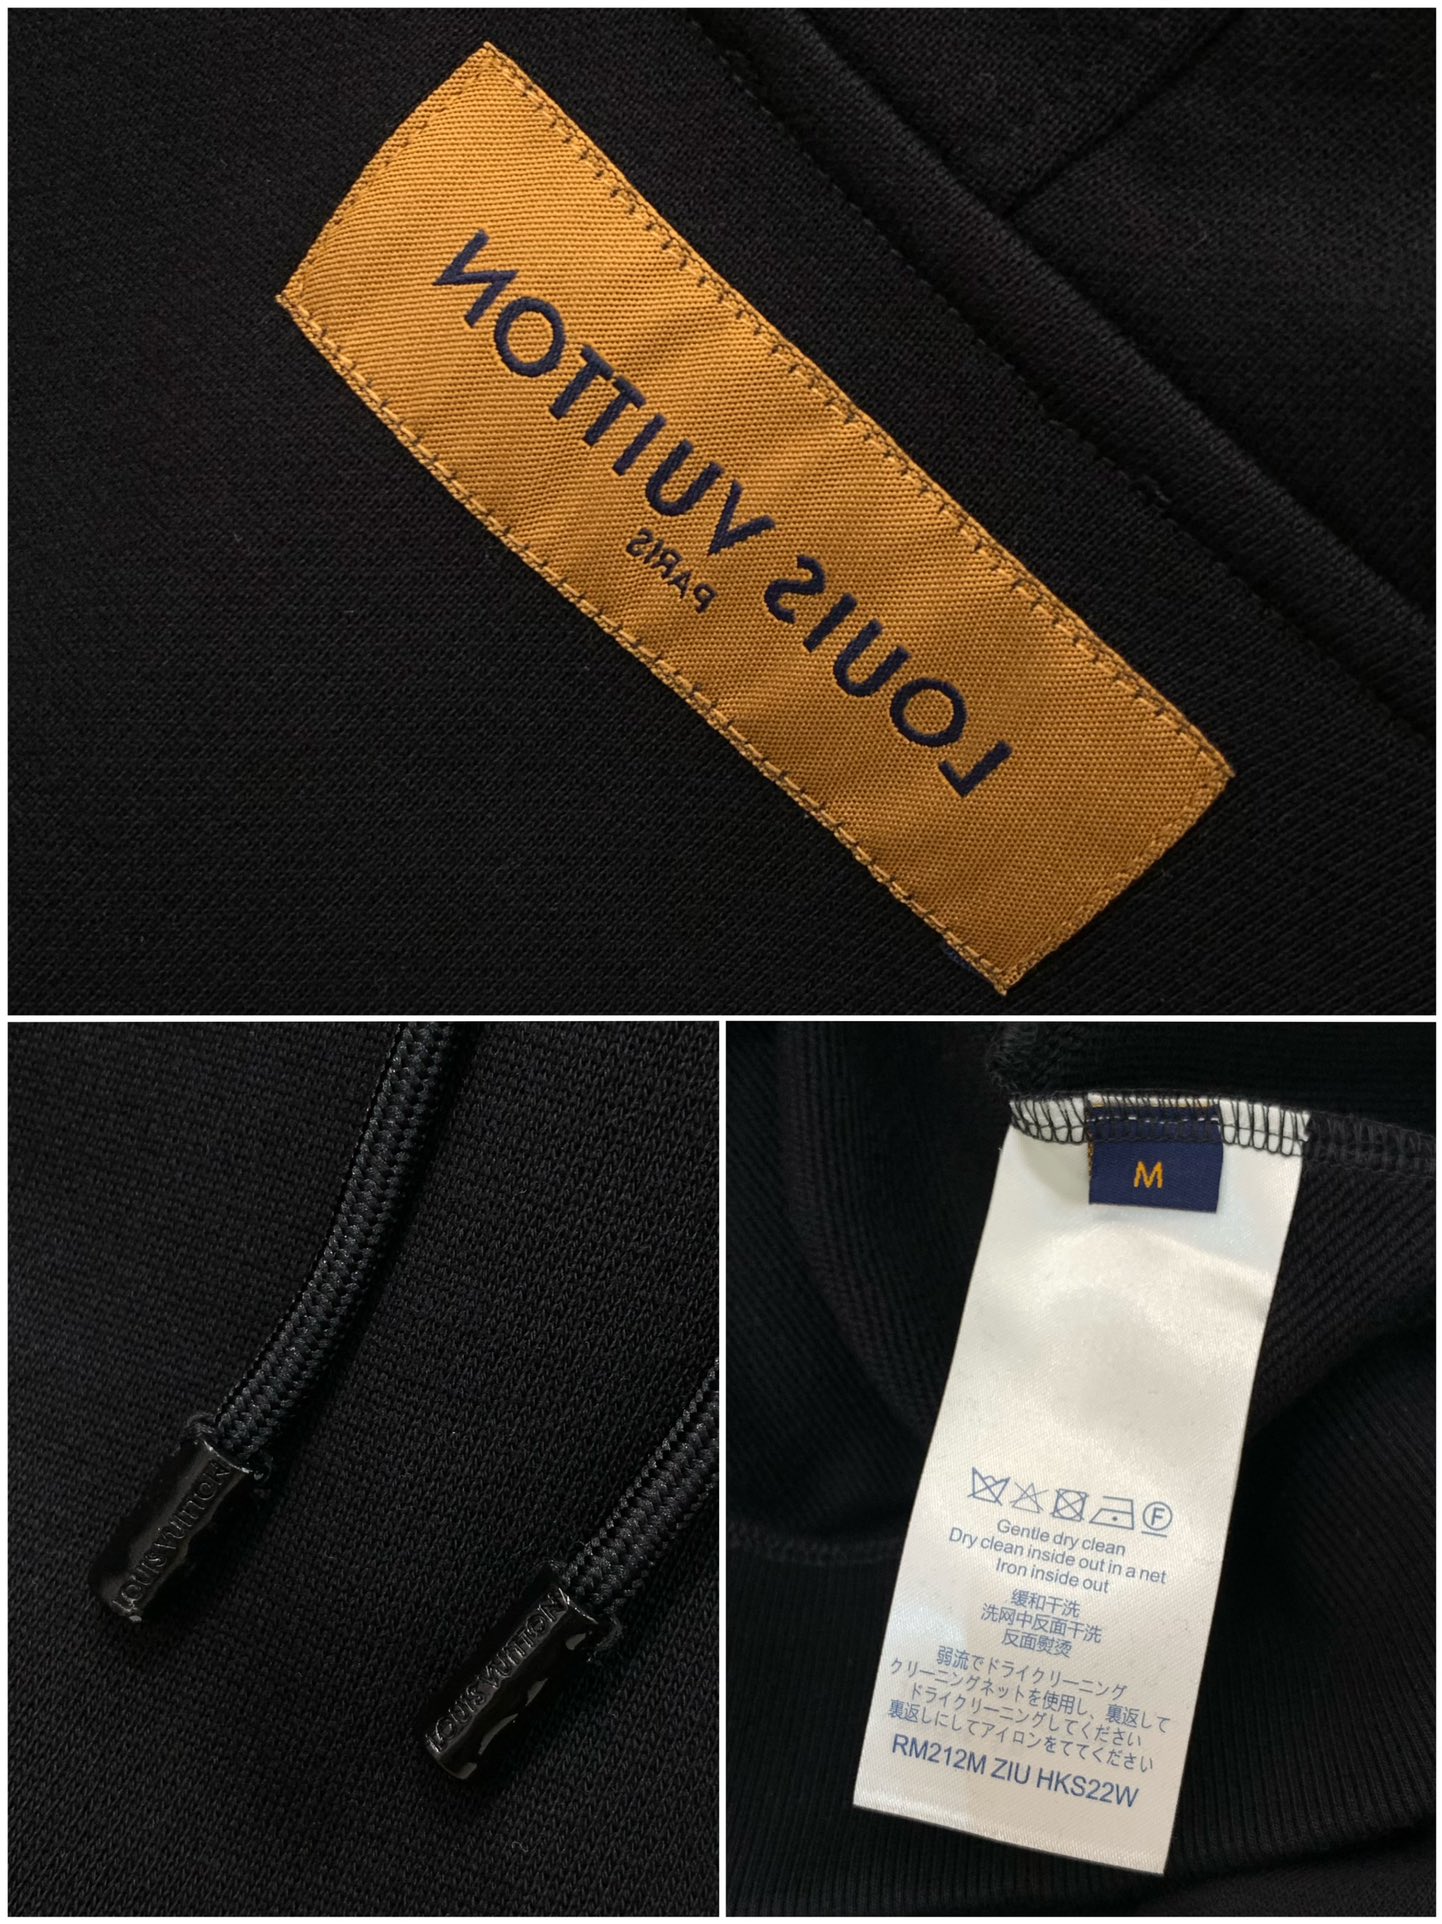 LOUIS VUITTON
PARIS
LOUIS VUITTON
LOUIS VUITTON
M
Gentle dry clean
Dry clean inside out in a net
Iron inside out
缓和干洗
洗网中反面干洗
反面熨烫
弱流でドライクリーニング
クリーニングネットを使用し、裏返して
ドライクリーニングしてください
裏返しにしてアイロンをててください
RM212M ZIU HKS22W